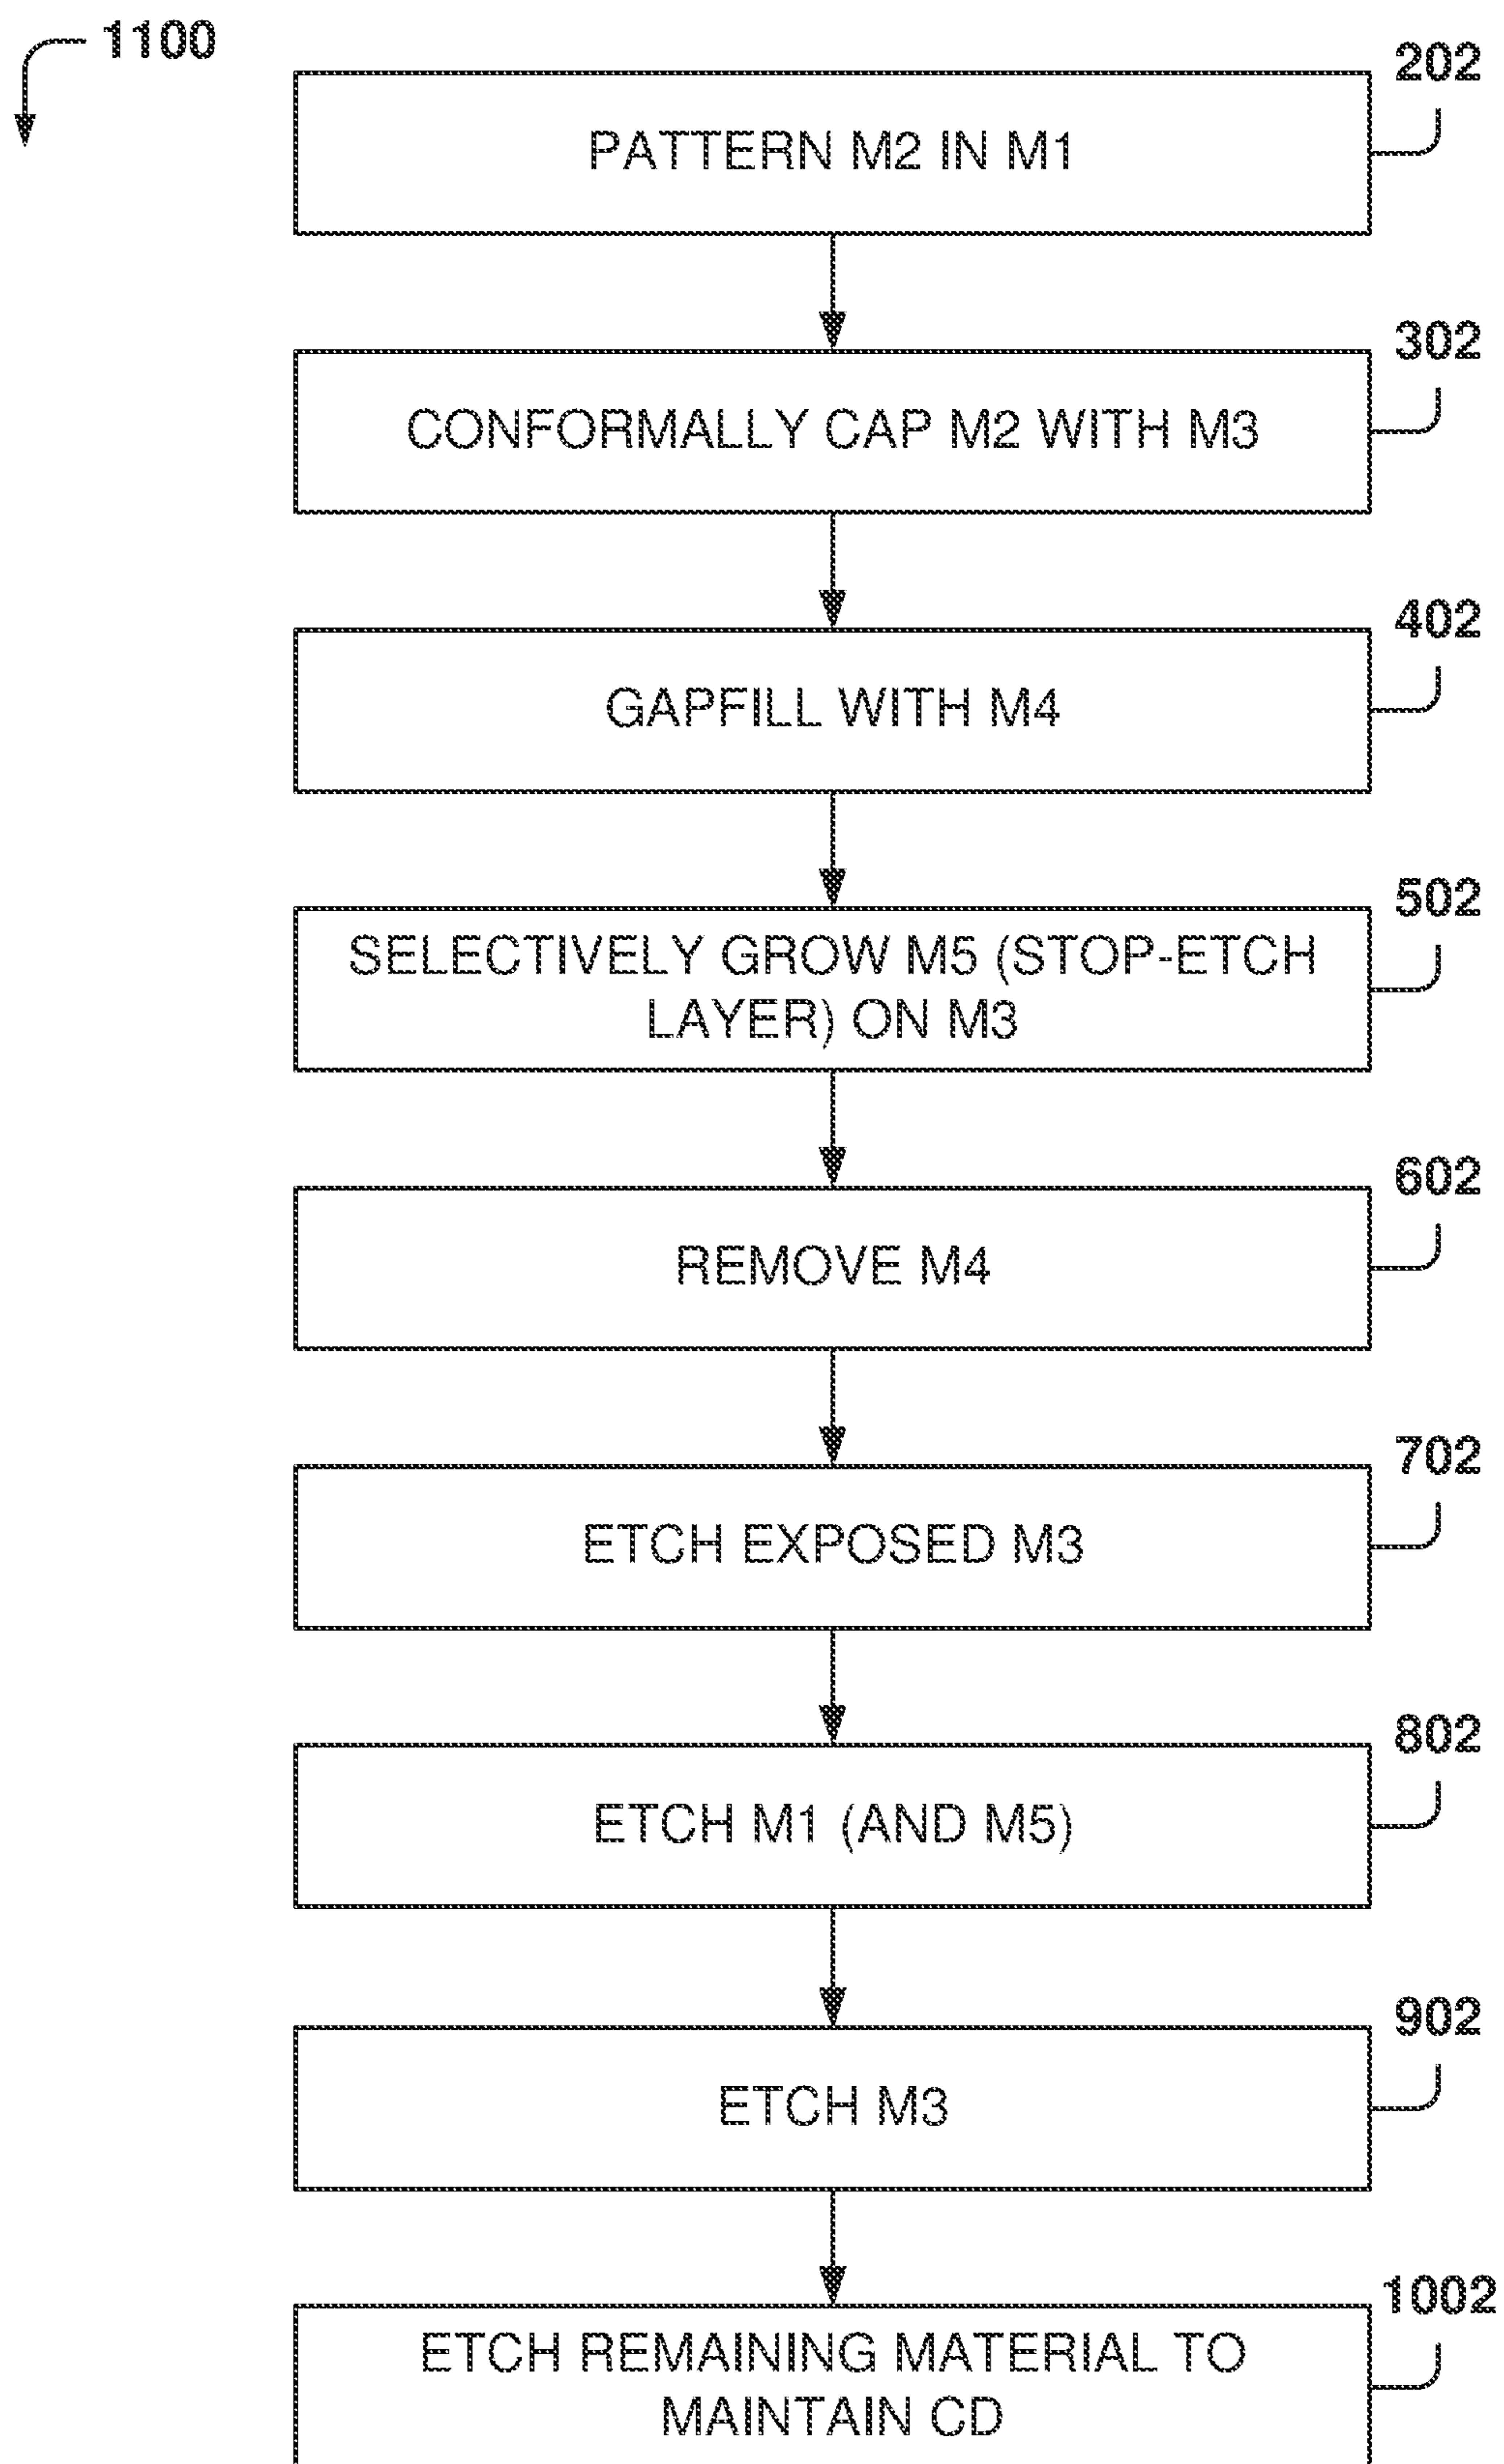 1100
202
PATTERN M2 IN M1
302
CONFORMALLY CAP M2 WITH M3
402
GAPFILL WITH M4
502
SELECTIVELY GROW M5 (STOP-ETCH
LAYER) ON M3
602
REMOVE M4
702
ETCH EXPOSED M3
802
ETCH M1 (AND M5)
902
ETCH M3
1002
ETCH REMAINING MATERIAL TO
MAINTAIN CD